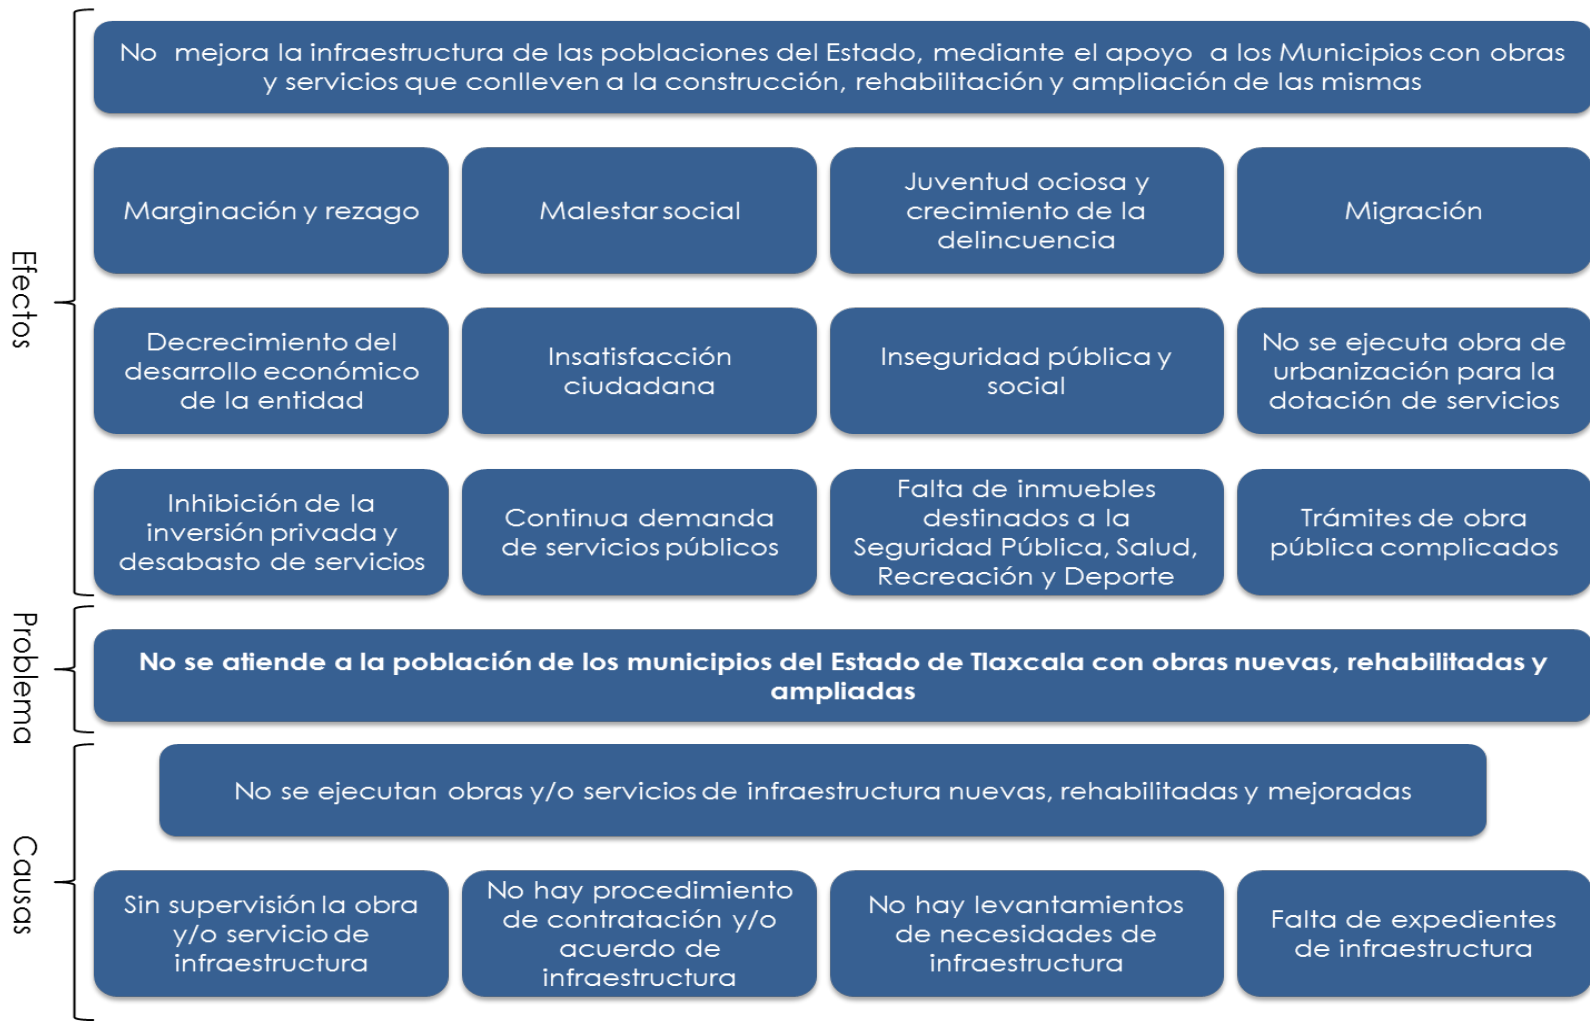 Efectos
No mejora la infraestructura de las poblaciones del Estado, mediante el apoyo a los Municipios con obras
y servicios que conlleven a la construcción, rehabilitación y ampliación de las mismas
Marginación y rezago
Malestar social
Juventud ociosa y
crecimiento de la
delincuencia
Migración
Decrecimiento del
desarrollo económico
de la entidad
Insatisfacción
ciudadana
Inseguridad pública y
social
No se ejecuta obra de
urbanización para la
dotación de servicios
Inhibición de la
inversión privada y
desabasto de servicios
Continua demanda
de servicios públicos
Falta de inmuebles
destinados a la
Seguridad Pública, Salud,
Recreación y Deporte
Trámites de obra
pública complicados
Problema
No se atiende a la población de los municipios del Estado de Tlaxcala con obras nuevas, rehabilitadas y
ampliadas
Causas
No se ejecutan obras y/o servicios de infraestructura nuevas, rehabilitadas y mejoradas
Sin supervisión la obra
y/o servicio de
infraestructura
No hay procedimiento
de contratación y/o
acuerdo de
infraestructura
No hay levantamientos
de necesidades de
infraestructura
Falta de expedientes
de infraestructura